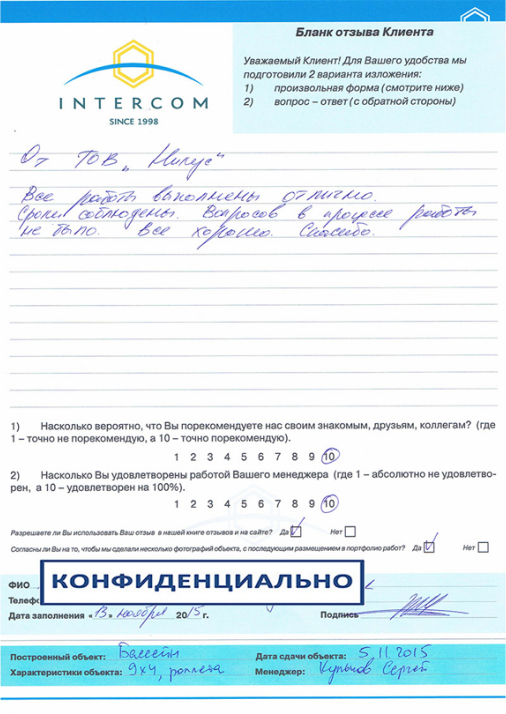 Бланк отзыва Клиента
Уважаемый Клиент! Для Вашего удобства мы
подготовили 2 варианта изложения:
1) произвольная форма (смотрите ниже)
2) вопрос – ответ (с обратной стороны)
INTERCOM
SINCE 1998
От ТОВ „Нилус“
Все работы выполнены отлично.
Сроки соблюдены. Вопросов в процессе работы
не было. Все хорошо. Спасибо.
1) Насколько вероятно, что Вы порекомендуете нас своим знакомым, друзьям, коллегам? (где
1 – точно не порекомендую, а 10 – точно порекомендую).
1 2 3 4 5 6 7 8 9 10
2) Насколько Вы удовлетворены работой Вашего менеджера (где 1 – абсолютно не удовлетво-
рен, а 10 – удовлетворен на 100%).
1 2 3 4 5 6 7 8 9 10
Разрешаете ли Вы использовать Ваш отзыв в нашей книге отзывов и на сайте? Да Нет
Согласны ли Вы на то, чтобы мы сделали несколько фотографий объекта, с последующим размещением в портфолио работ? Да Нет
ФИО
КОНФИДЕНЦИАЛЬНО
Телефо
Дата заполнения «13» ноября 2015 г. Подпись
Построенный объект: Бассейн Дата сдачи объекта: 5.11.2015
Характеристики объекта: 9х4, роллета Менеджер: Сергей